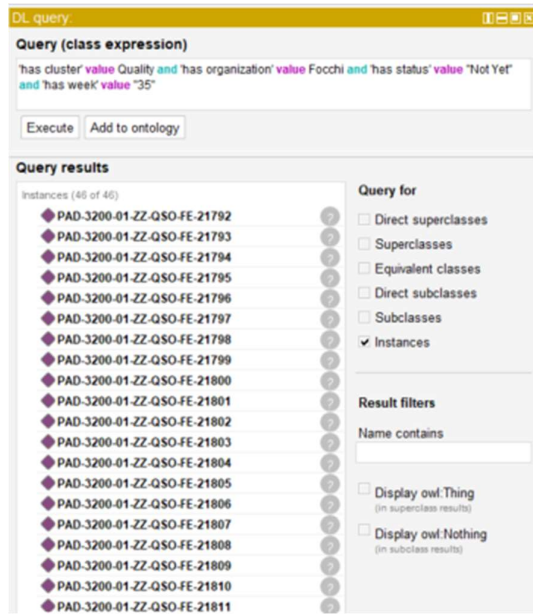 DL query:
Query (class expression)
'has cluster' value Quality and 'has organization' value Focchi and 'has status' value "Not Yet"
and 'has week' value "35"
Execute
Add to ontology
Query results
Instances (46 of 46)
PAD-3200-01-ZZ-QSO-FE-21792
PAD-3200-01-ZZ-QSO-FE-21793
PAD-3200-01-ZZ-QSO-FE-21794
PAD-3200-01-ZZ-QSO-FE-21795
PAD-3200-01-ZZ-QSO-FE-21796
PAD-3200-01-ZZ-QSO-FE-21797
PAD-3200-01-ZZ-QSO-FE-21798
PAD-3200-01-ZZ-QSO-FE-21799
PAD-3200-01-ZZ-QSO-FE-21800
PAD-3200-01-ZZ-QSO-FE-21801
PAD-3200-01-ZZ-QSO-FE-21802
PAD-3200-01-ZZ-QSO-FE-21803
PAD-3200-01-ZZ-QSO-FE-21804
PAD-3200-01-ZZ-QSO-FE-21805
PAD-3200-01-ZZ-QSO-FE-21806
PAD-3200-01-ZZ-QSO-FE-21807
PAD-3200-01-ZZ-QSO-FE-21808
PAD-3200-01-ZZ-QSO-FE-21809
PAD-3200-01-ZZ-QSO-FE-21810
PAD-3200-01-ZZ-QSO-FE-21811
Query for
Direct superclasses
Superclasses
Equivalent classes
Direct subclasses
Subclasses
Instances
Result filters
Name contains
Display owl:Thing
(in superclass results)
Display owl:Nothing
(in subclass results)